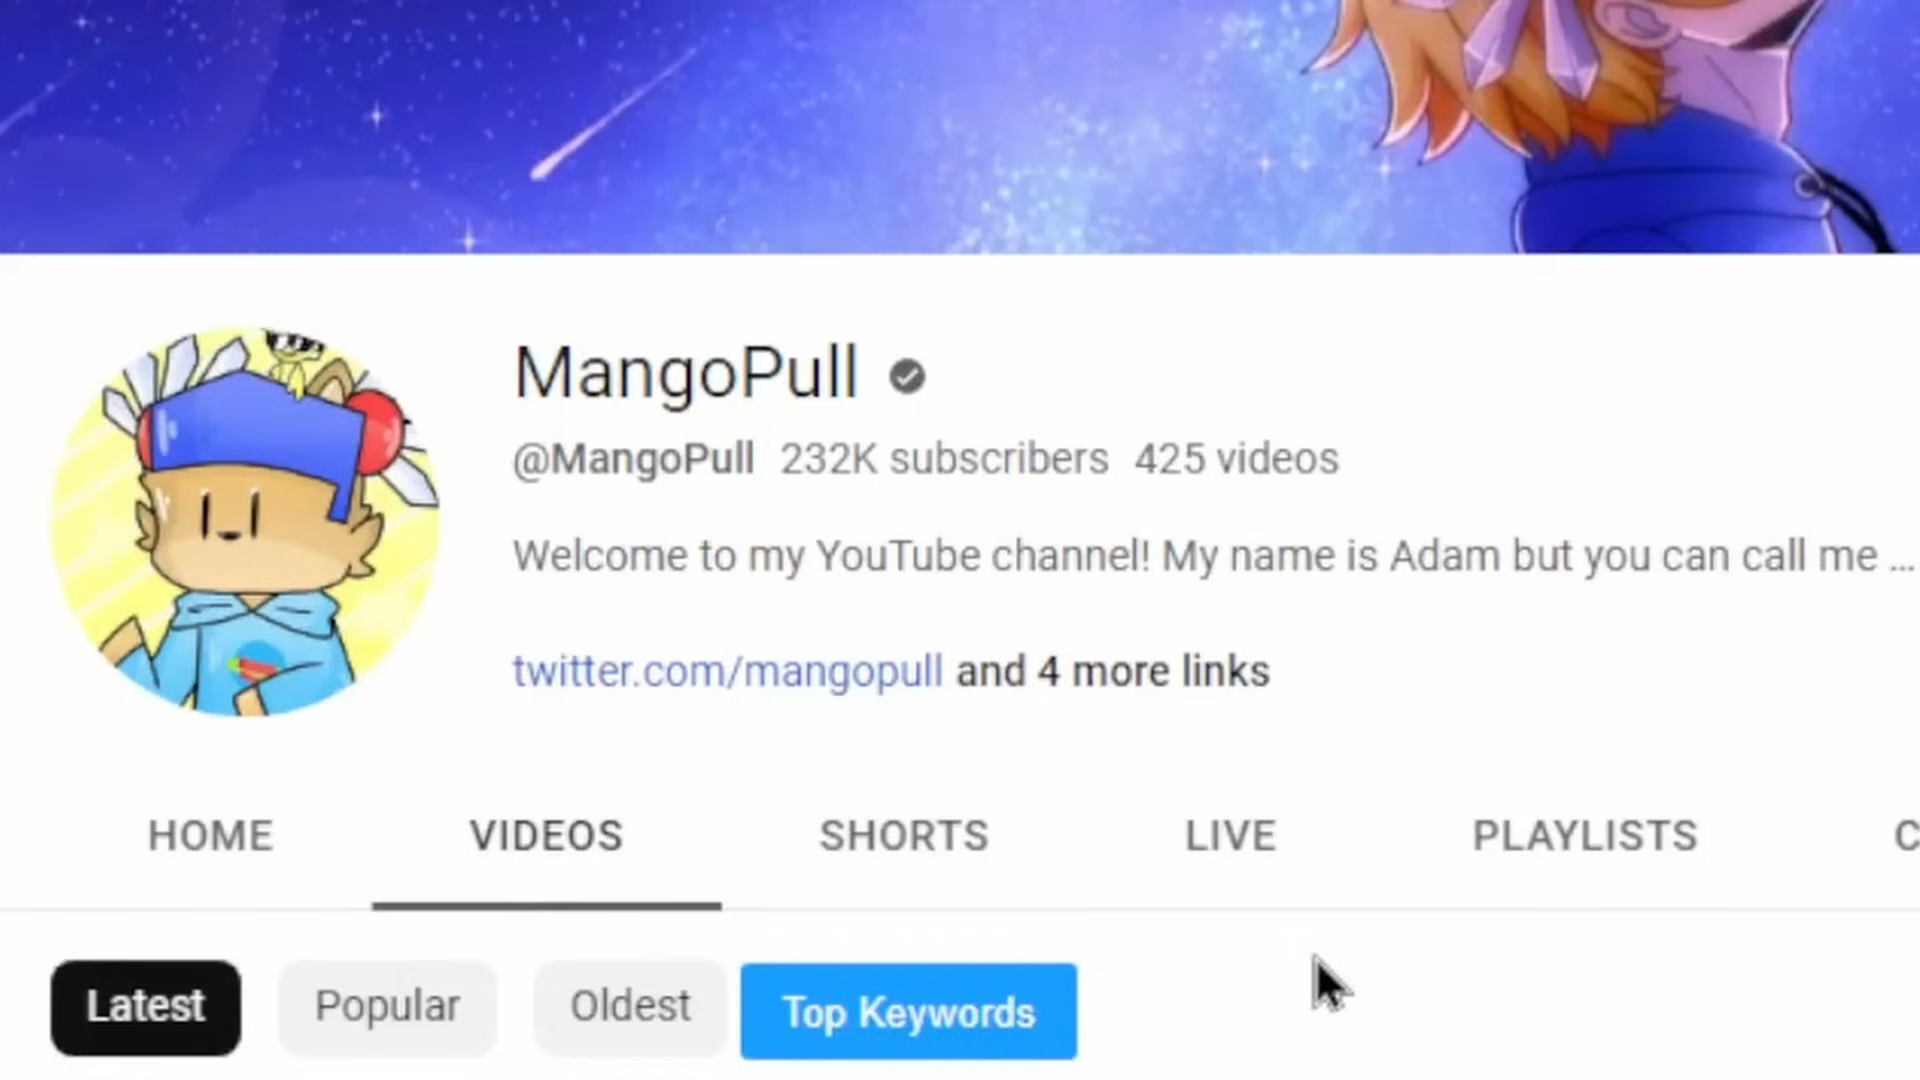 MangoPull
@MangoPull 232K subscribers 425 videos
Welcome to my YouTube channel! My name is Adam but you can call me ...
twitter.com/mangopull and 4 more links
HOME VIDEOS SHORTS LIVE PLAYLISTS C
Latest Popular Oldest Top Keywords